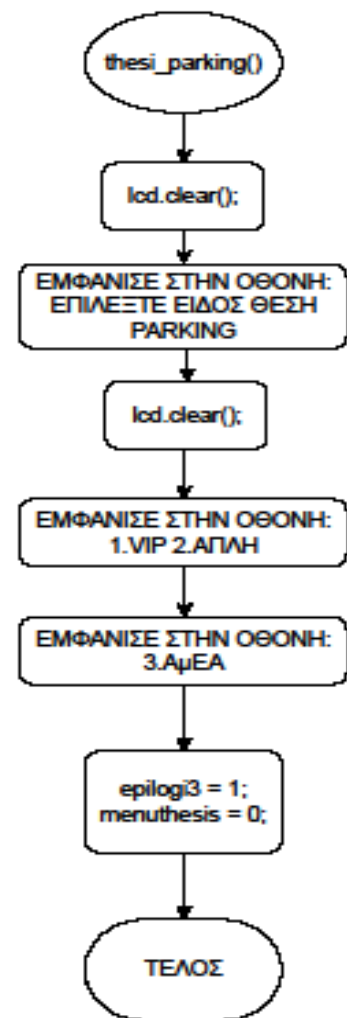 thesi_parking()
lcd.clear();
ΕΜΦΑΝΙΣΕ ΣΤΗΝ ΟΘΟΝΗ:
ΕΠΙΛΕΞΤΕ ΕΙΔΟΣ ΘΕΣΗ
PARKING
lcd.clear();
ΕΜΦΑΝΙΣΕ ΣΤΗΝ ΟΘΟΝΗ:
1.VIP 2.ΑΠΛΗ
ΕΜΦΑΝΙΣΕ ΣΤΗΝ ΟΘΟΝΗ:
3.ΑμΕΑ
epilogi3 = 1;
menuthesis = 0;
ΤΕΛΟΣ